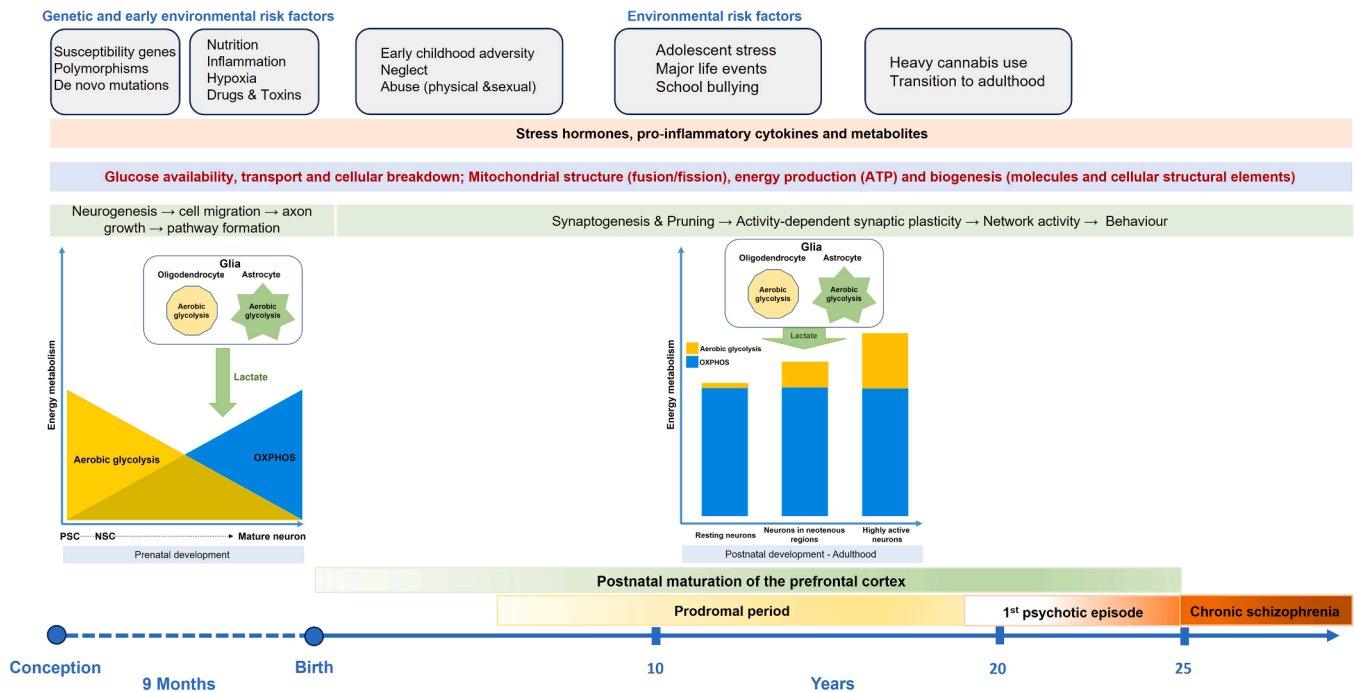 Genetic and early environmental risk factors
Environmental risk factors
Susceptibility genes
Polymorphisms
De novo mutations
Nutrition
Inflammation
Hypoxia
Drugs & Toxins
Early childhood adversity
Neglect
Abuse (physical &sexual)
Adolescent stress
Major life events
School bullying
Heavy cannabis use
Transition to adulthood
Stress hormones, pro-inflammatory cytokines and metabolites
Glucose availability, transport and cellular breakdown; Mitochondrial structure (fusion/fission), energy production (ATP) and biogenesis (molecules and cellular structural elements)
Neurogenesis → cell migration → axon
growth → pathway formation
Synaptogenesis & Pruning → Activity-dependent synaptic plasticity → Network activity → Behaviour
Energy metabolism
Glia
Oligodendrocyte
Astrocyte
Aerobic
glycolysis
Aerobic
glycolysis
Lactate
Aerobic glycolysis
OXPHOS
PSC
NSC
Mature neuron
Prenatal development
Energy metabolism
Glia
Oligodendrocyte
Astrocyte
Aerobic
glycolysis
Aerobic
glycolysis
Lactate
Aerobic glycolysis
OXPHOS
Resting neurons
Neurons in neotenous
regions
Highly active
neurons
Postnatal development - Adulthood
Postnatal maturation of the prefrontal cortex
Prodromal period
1st psychotic episode
Chronic schizophrenia
Conception
9 Months
Birth
10
Years
20
25